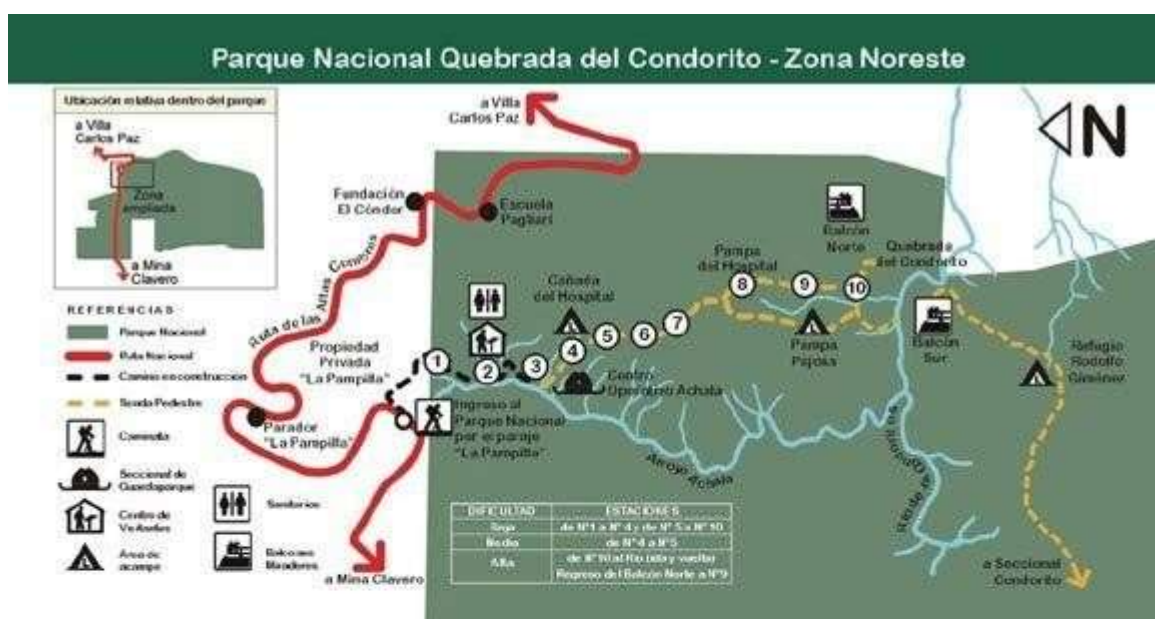 Parque Nacional Quebrada del Condorito - Zona Noreste
Ubicación relativa dentro del parque
a Villa
Carlos Paz
Zona
ampliada
a Mina
Clavero
REFERENCIAS
Parque Nacional
Ruta Nacional
Camino en construcción
Senda Pedestre
Caminata
Seccional de
Guardaparque
Centro de
Visitantes
Area de
acampe
Sanitarios
Balcones
Miradores
a Villa
Carlos Paz
N
Fundación
El Cóndor
Escuela
Pagliari
Ruta de las Altas Cumbres
Propiedad
Privada
"La Pampilla"
Parador
"La Pampilla"
Cañada
del Hospital
Pampa
del Hospital
Balcón
Norte
Quebrada
del Condorito
1
2
3
4
5
6
7
8
9
10
Pampa
Pajosa
Balcón
Sur
Refugio
Rodolfo
Giménez
Centro
Operativo Achala
Ingreso al
Parque Nacional
por el paraje
"La Pampilla"
Arroyo Achala
a Mina Clavero
a Seccional
Condorito
DIFICULTAD
ESTACIONES
Baja
de Nº1 a Nº 4 y de Nº 5 a Nº 10
Media
de Nº 4 a Nº5
Alta
de Nº10 al Río (ida y vuelta)
Regreso del Balcón Norte a Nº9